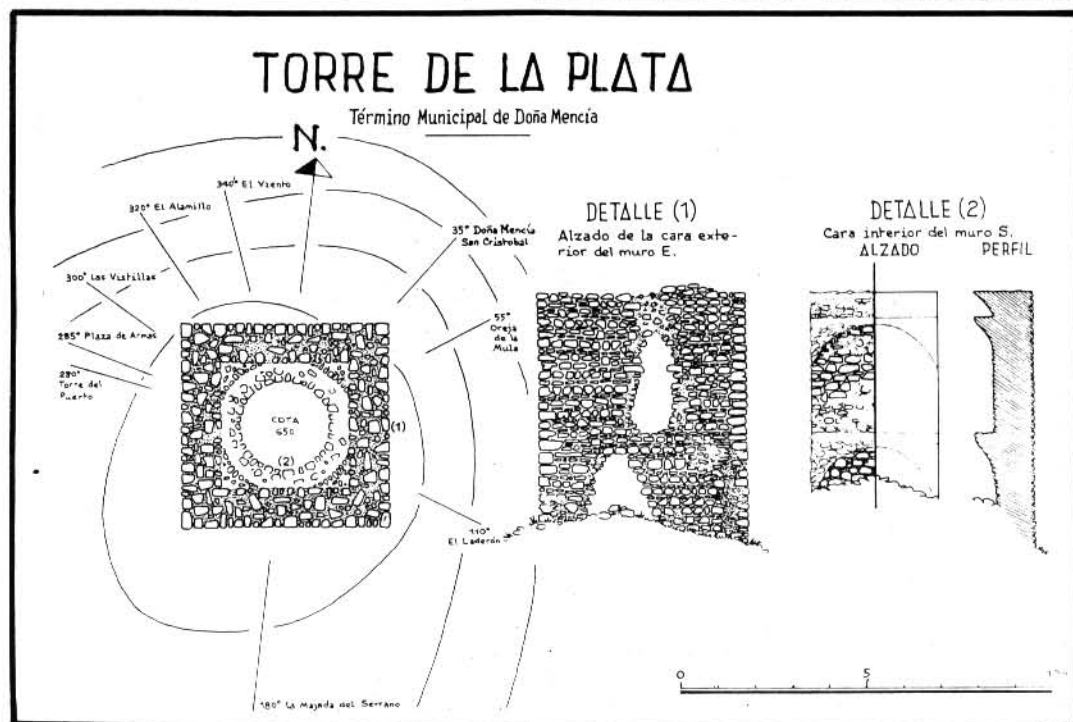 TORRE DE LA PLATA
Término Municipal de Doña Mencía
N.
340° El Viento
320° El Alamillo
300° Las Vistillas
285° Plaza de Armas
280°
Torre del
Puerto
35° Doña Mencía
San Cristobal
55°
Oreja
de la
Mula
COTA
650
(1)
(2)
110°
El Laderón
180° La Majada del Serrano
DETALLE (1)
Alzado de la cara exte-
rior del muro E.
DETALLE (2)
Cara interior del muro S.
ALZADO PERFIL
0 5